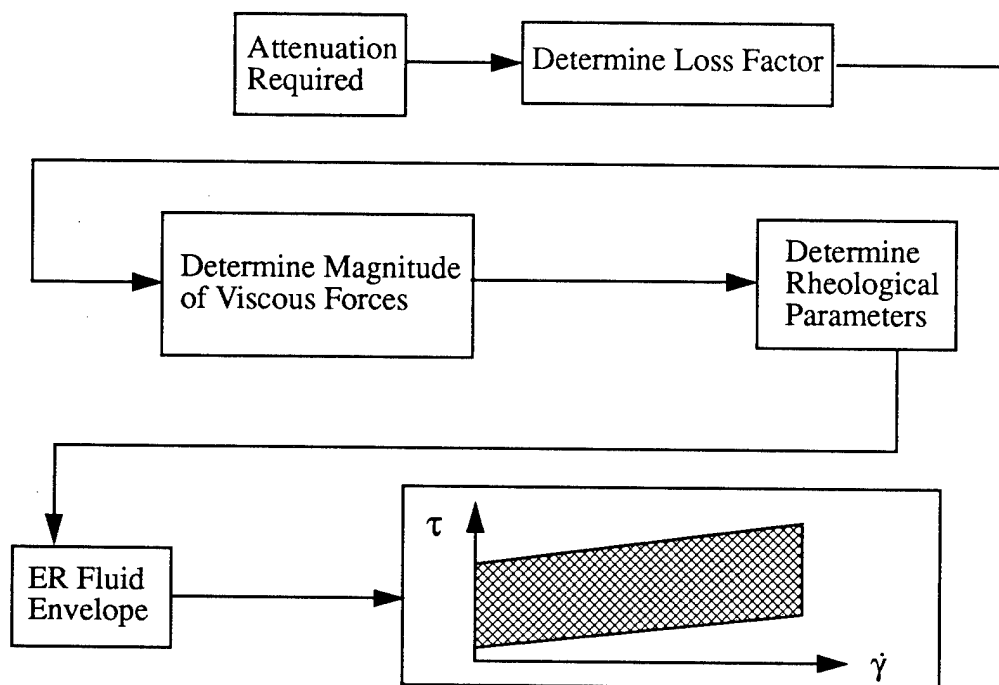 Attenuation
Required
Determine Loss Factor
Determine Magnitude
of Viscous Forces
Determine
Rheological
Parameters
ER Fluid
Envelope
τ
γ̇